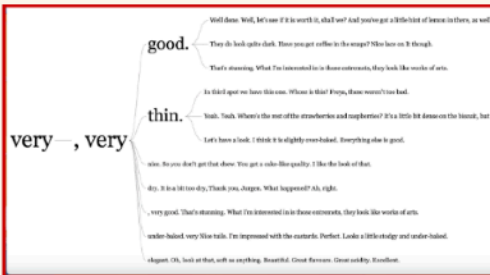 very , very
good.
Well done. Well, let's see if it is worth it, shall we? And you've got a little hint of lemon in there, as well
They do look quite dark. Have you got coffee in the soaps? Nice lace on it though.
That's stunning. What I'm interested in is those entremets, they look like works of arts.
thin.
In third spot we have this one. Whose is this? Freya, these weren't too bad.
Yeah. Yeah. Where's the rest of the strawberries and raspberries? It's a little bit dense on the biscuit, but
Let's have a look. I think it is slightly over-baked. Everything else is good.
nice. So you don't get that chew. You get a cake-like quality. I like the look of that.
dry. It is a bit too dry, Thank you, Jurgen. What happened? Ah, right.
, very good. That's stunning. What I'm interested in is those entremets, they look like works of arts.
under-baked. very Nice tails. I'm impressed with the custards. Perfect. Looks a little stodgy and under-baked.
elegant. Oh, look at that, soft as anything. Beautiful. Great flavours. Great acidity. Excellent.